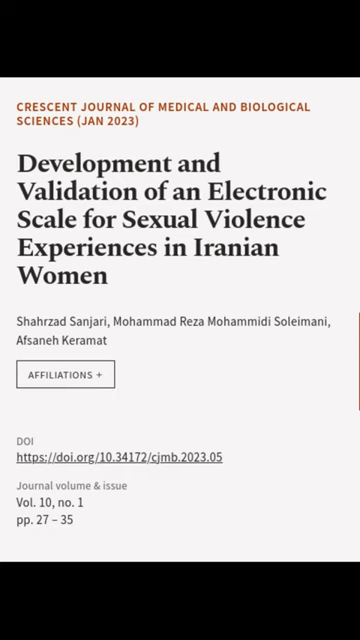 CRESCENT JOURNAL OF MEDICAL AND BIOLOGICAL
SCIENCES (JAN 2023)
Development and
Validation of an Electronic
Scale for Sexual Violence
Experiences in Iranian
Women
Shahrzad Sanjari, Mohammad Reza Mohammidi Soleimani,
Afsaneh Keramat
AFFILIATIONS +
DOI
https://doi.org/10.34172/cjmb.2023.05
Journal volume & issue
Vol. 10, no. 1
pp. 27 – 35